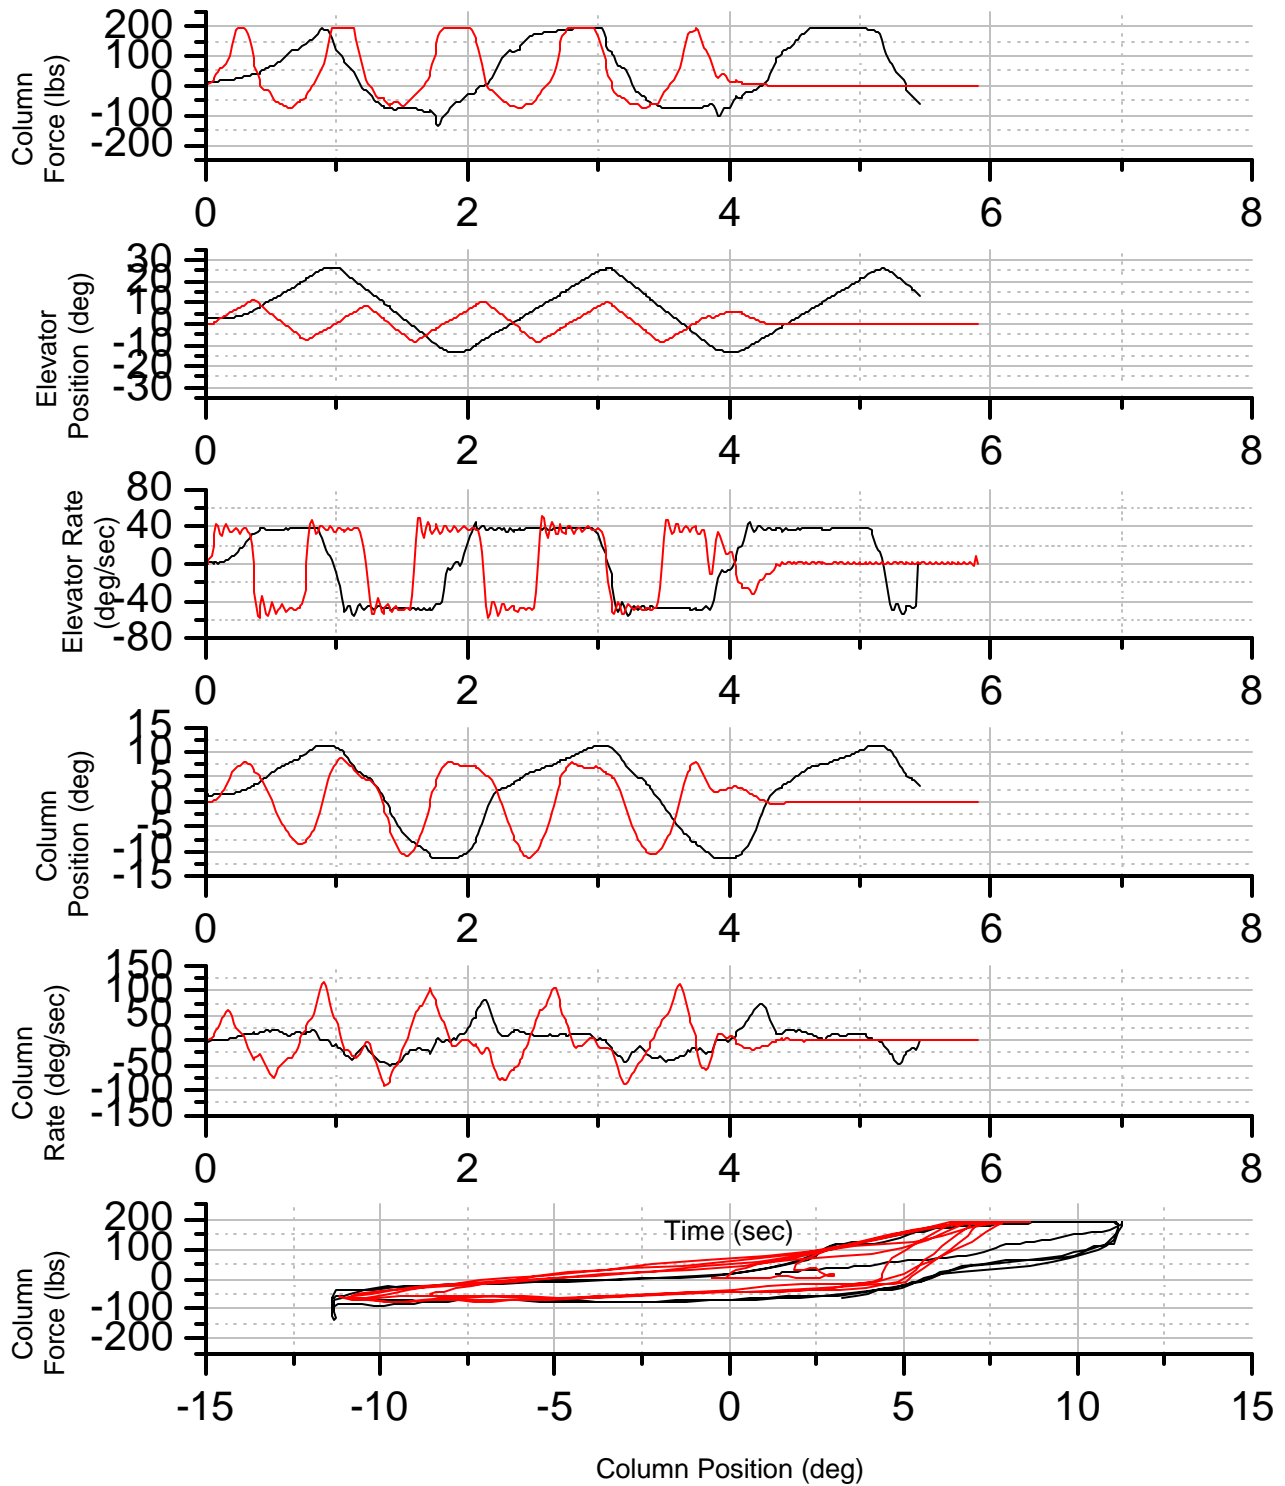 Column
Force (lbs)
200
100
0
-100
-200
0 2 4 6 8
Elevator
Position (deg)
30
20
10
0
-10
-20
-30
0 2 4 6 8
Elevator Rate
(deg/sec)
80
40
0
-40
-80
0 2 4 6 8
Column
Position (deg)
15
10
5
0
-5
-10
-15
0 2 4 6 8
Column
Rate (deg/sec)
150
100
50
0
-50
-100
-150
0 2 4 6 8
Time (sec)
Column
Force (lbs)
200
100
0
-100
-200
-15 -10 -5 0 5 10 15
Column Position (deg)